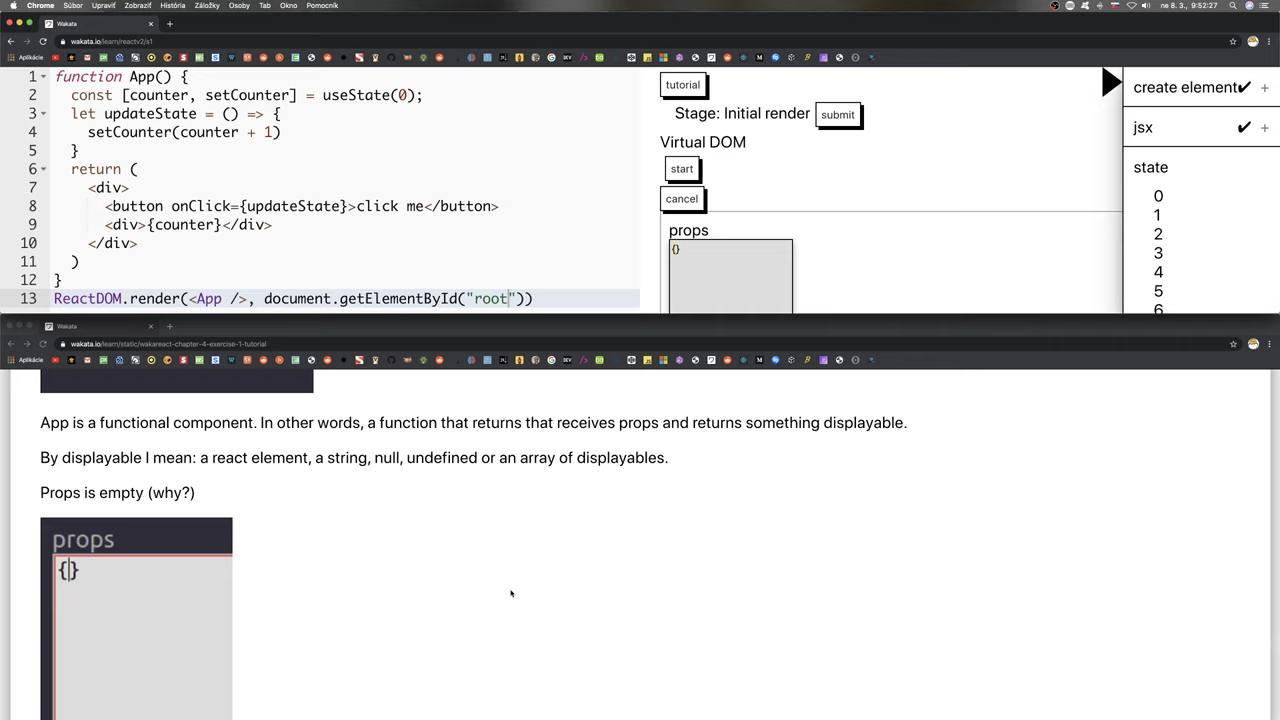 Chrome Súbor Upraviť Zobraziť História Záložky Osoby Tab Okno Pomocník ne 8. 3., 9:52:27
Wakata
wakata.io/learn/reactv2/s1
Aplikácie
1 function App() {
2 const [counter, setCounter] = useState(0);
3 let updateState = () => {
4 setCounter(counter + 1)
5 }
6 return (
7 <div>
8 <button onClick={updateState}>click me</button>
9 <div>{counter}</div>
10 </div>
11 )
12 }
13 ReactDOM.render(<App />, document.getElementById("root"))
tutorial
Stage: Initial render submit
Virtual DOM
start
cancel
props
{}
create element ✔ +
jsx ✔ +
state
0
1
2
3
4
5
6
Wakata
wakata.io/learn/static/wakareact-chapter-4-exercise-1-tutorial
Aplikácie
App is a functional component. In other words, a function that returns that receives props and returns something displayable.
By displayable I mean: a react element, a string, null, undefined or an array of displayables.
Props is empty (why?)
props
{}